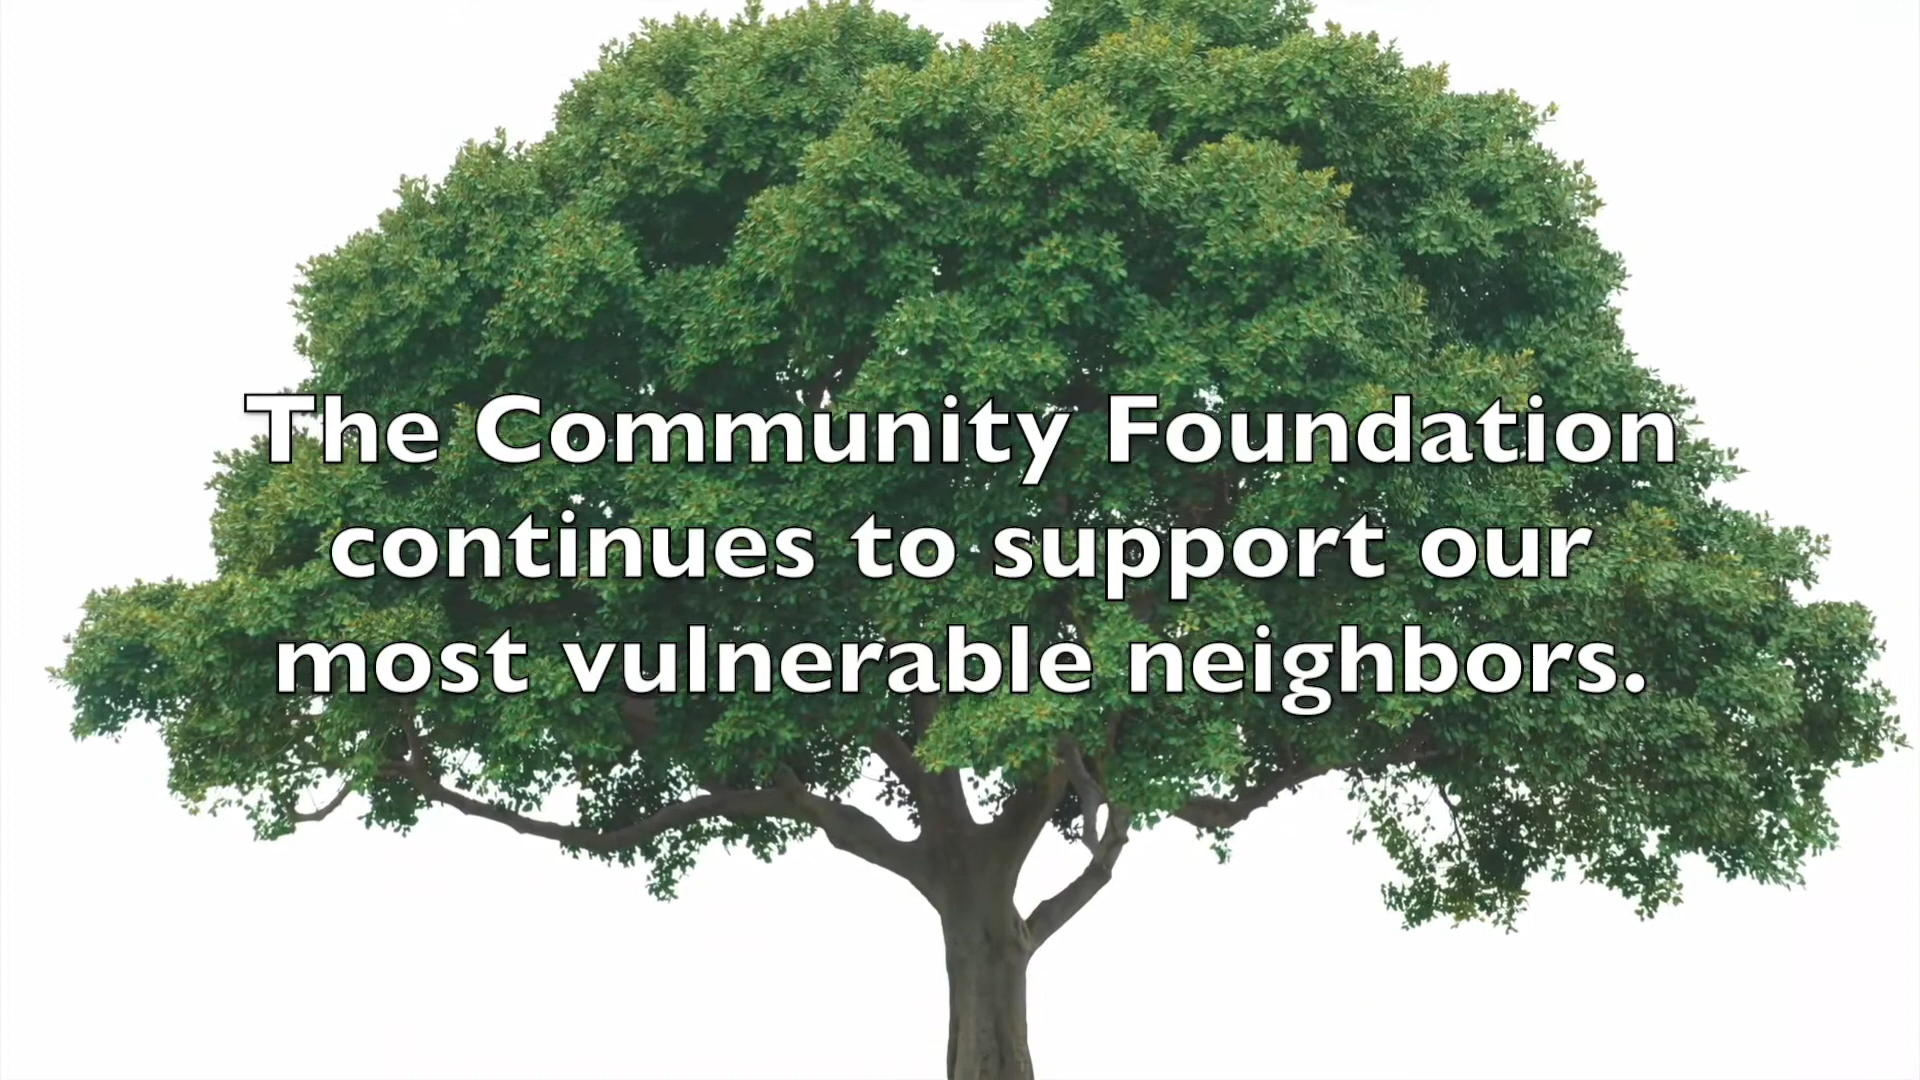 The Community Foundation
continues to support our
most vulnerable neighbors.